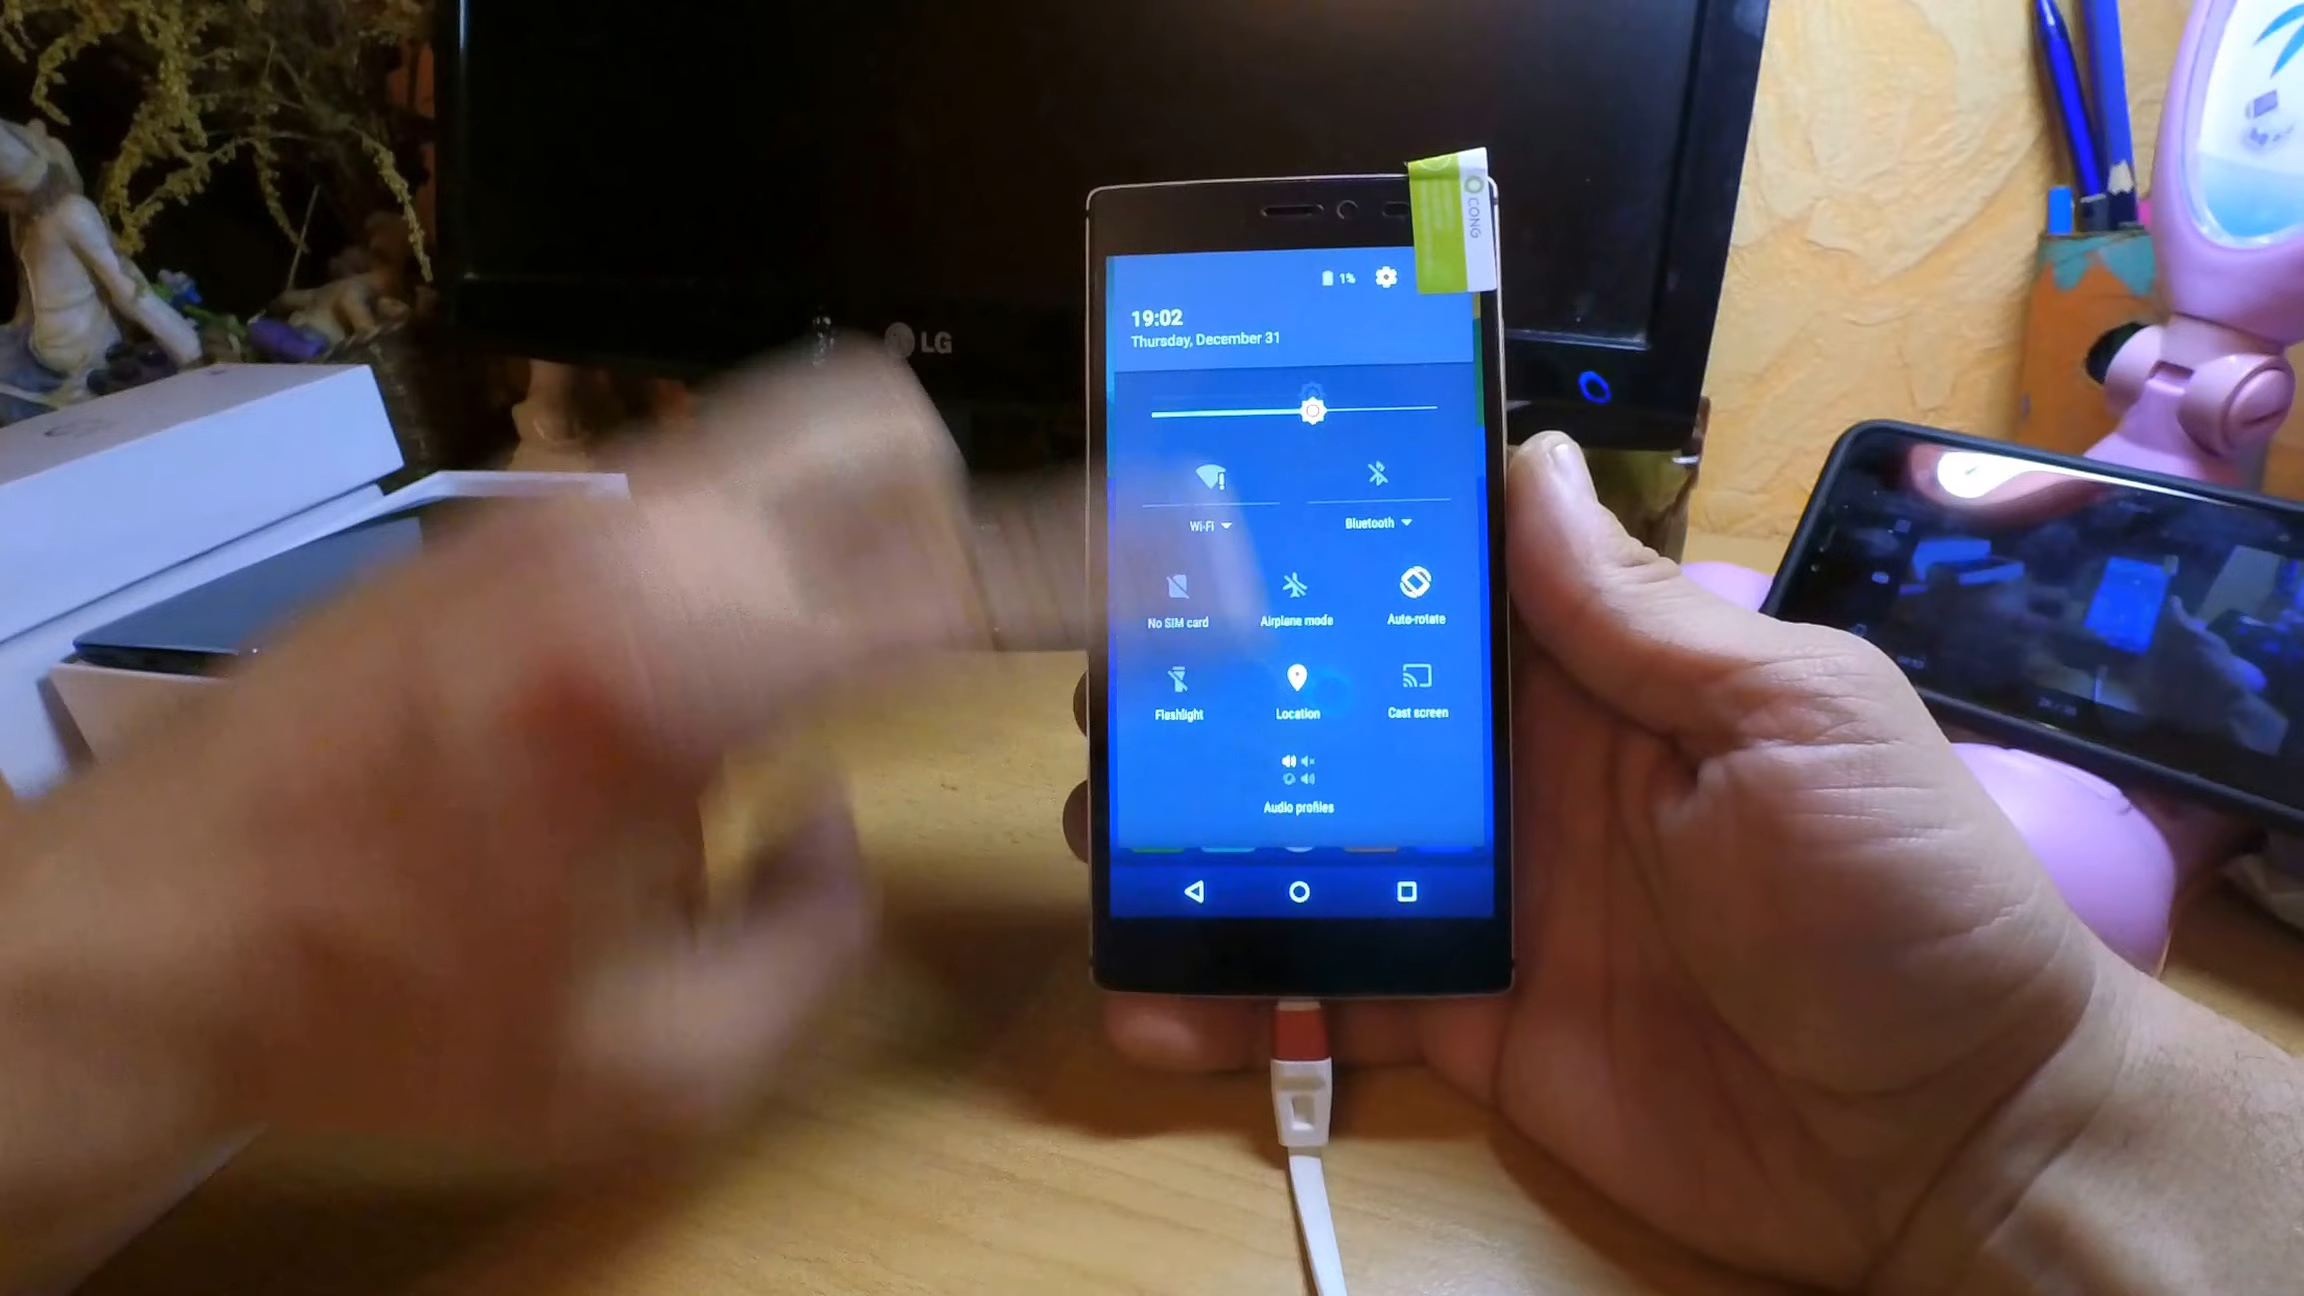 LG
CONG
1%
19:02
Thursday, December 31
Wi-Fi
Bluetooth
No SIM card
Airplane mode
Auto-rotate
Flashlight
Location
Cast screen
Audio profiles